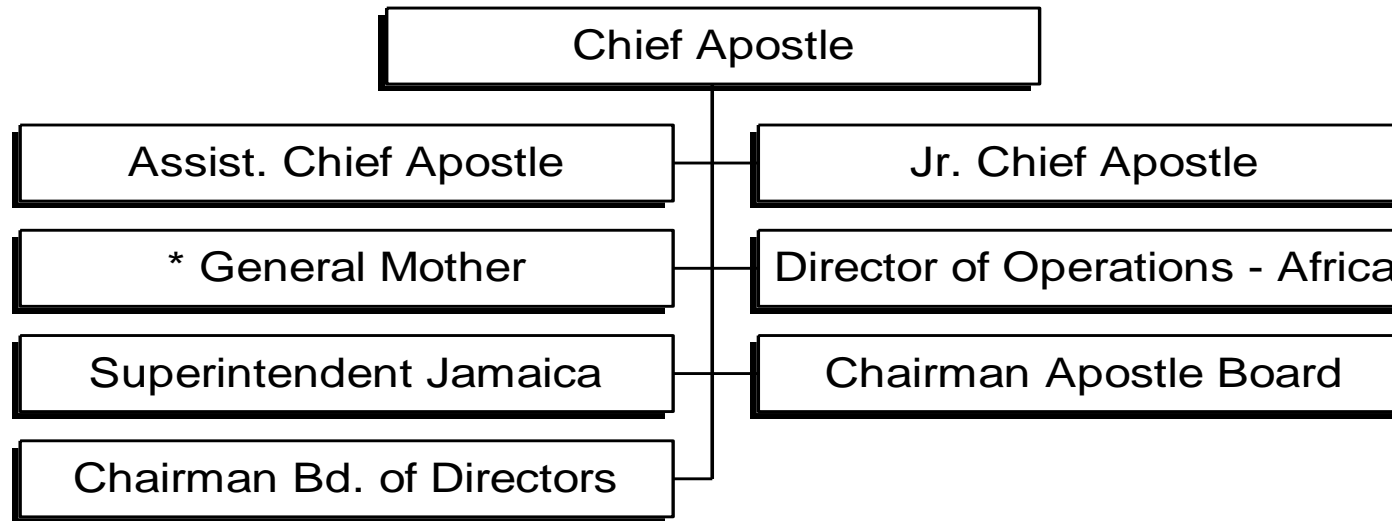 Chief Apostle
Assist. Chief Apostle
Jr. Chief Apostle
* General Mother
Director of Operations - Africa
Superintendent Jamaica
Chairman Apostle Board
Chairman Bd. of Directors